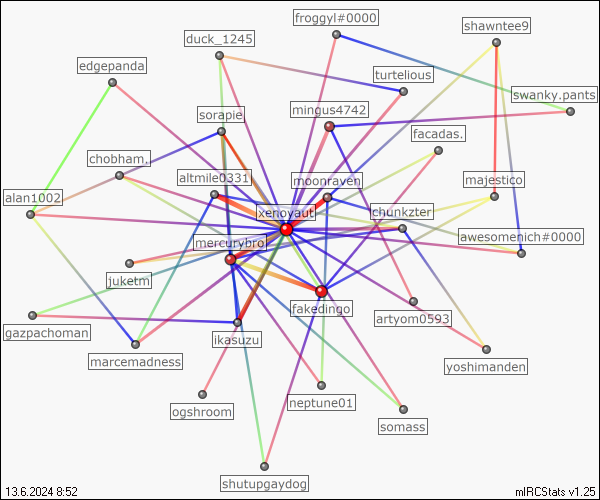 froggyl#0000
shawntee9
duck_1245
edgepanda
turtelious
swanky.pants
mingus4742
sorapie
facadas.
chobham.
altmile0331
moonraven
majestico
alan1002
xenoyaut
chunkzter
mercurybro
awesomenich#0000
juketm
fakedingo
artyom0593
gazpachoman
ikasuzu
marcemadness
yoshimanden
neptune01
ogshroom
somass
shutupgaydog
13.6.2024 8:52
mIRCStats v1.25